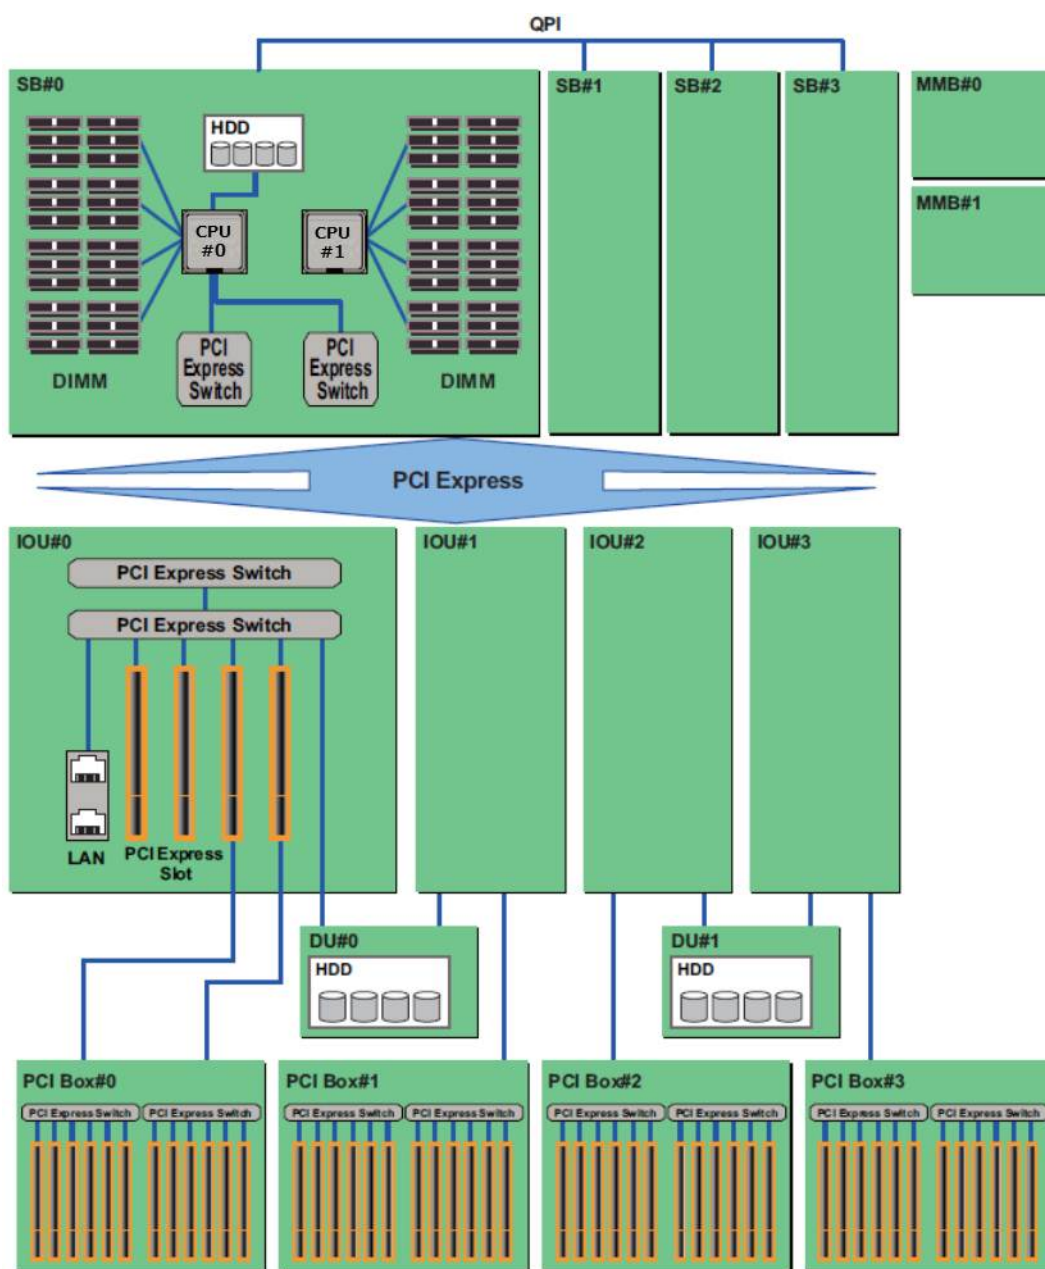 QPI
SB#0
SB#1
SB#2
SB#3
MMB#0
MMB#1
HDD
CPU
#0
CPU
#1
PCI
Express
Switch
PCI
Express
Switch
DIMM
DIMM
PCI Express
IOU#0
IOU#1
IOU#2
IOU#3
PCI Express Switch
PCI Express Switch
LAN
PCI Express
Slot
DU#0
HDD
DU#1
HDD
PCI Box#0
PCI Box#1
PCI Box#2
PCI Box#3
PCI Express Switch
PCI Express Switch
PCI Express Switch
PCI Express Switch
PCI Express Switch
PCI Express Switch
PCI Express Switch
PCI Express Switch